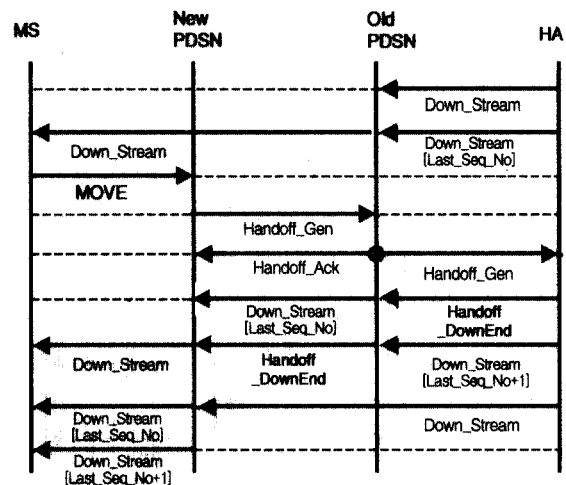 MS
New
PDSN
Old
PDSN
HA
Down_Stream
Down_Stream
Down_Stream
[Last_Seq_No]
MOVE
Handoff_Gen
Handoff_Ack
Handoff_Gen
Down_Stream
[Last_Seq_No]
Handoff
_DownEnd
Down_Stream
Handoff
_DownEnd
Down_Stream
[Last_Seq_No+1]
Down_Stream
[Last_Seq_No]
Down_Stream
Down_Stream
[Last_Seq_No+1]